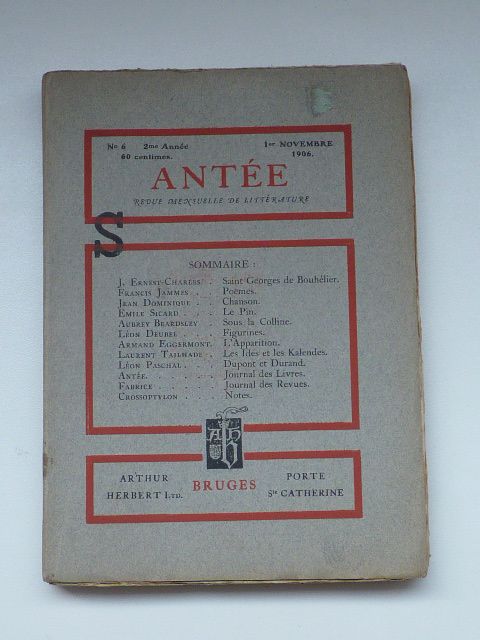 No 6 2me Année 1er NOVEMBRE
60 centimes. 1906.
ANTÉE
REVUE MENSUELLE DE LITTÉRATURE
S
SOMMAIRE :
J. Ernest-Charles . Saint Georges de Bouhélier.
Francis Jammes . . Poèmes.
Jean Dominique . . Chanson.
Emile Sicard . . . Le Pin.
Aubrey Beardsley . Sous la Colline.
Léon Deubel . . . Figurines.
Armand Eggermont. L'Apparition.
Laurent Tailhade . Les Ides et les Kalendes.
Léon Paschal . . . Dupont et Durand.
Antée. . . . . . Journal des Livres.
Fabrice . . . . . Journal des Revues.
Crossoptylon . . . Notes.
A H B
ARTHUR HERBERT LTD. BRUGES PORTE Ste CATHERINE